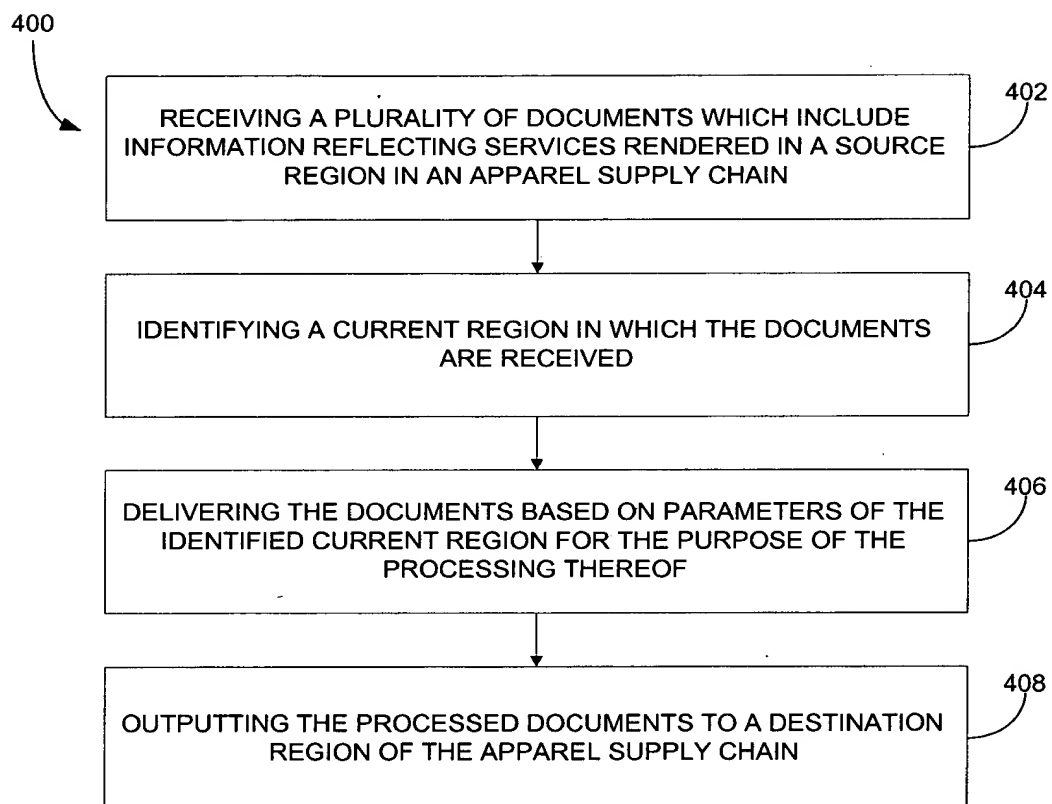 400
RECEIVING A PLURALITY OF DOCUMENTS WHICH INCLUDE
INFORMATION REFLECTING SERVICES RENDERED IN A SOURCE
REGION IN AN APPAREL SUPPLY CHAIN
402
IDENTIFYING A CURRENT REGION IN WHICH THE DOCUMENTS
ARE RECEIVED
404
DELIVERING THE DOCUMENTS BASED ON PARAMETERS OF THE
IDENTIFIED CURRENT REGION FOR THE PURPOSE OF THE
PROCESSING THEREOF
406
OUTPUTTING THE PROCESSED DOCUMENTS TO A DESTINATION
REGION OF THE APPAREL SUPPLY CHAIN
408